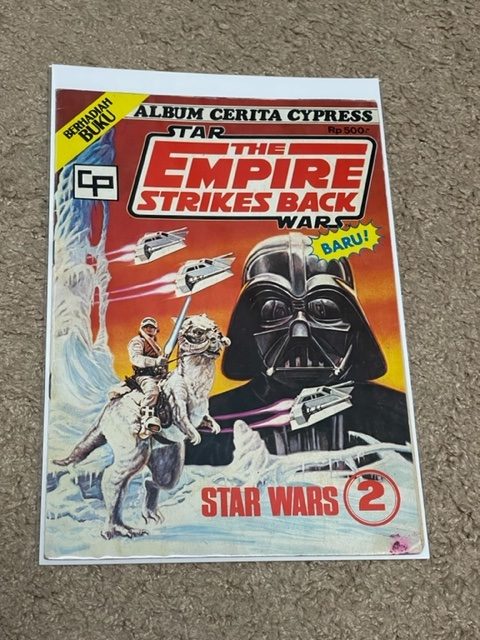 BERHADIAH
BUKU
ALBUM CERITA CYPRESS
Rp 500,-
CP
STAR
THE
EMPIRE
STRIKES BACK
WARS
BARU!
STAR WARS 2